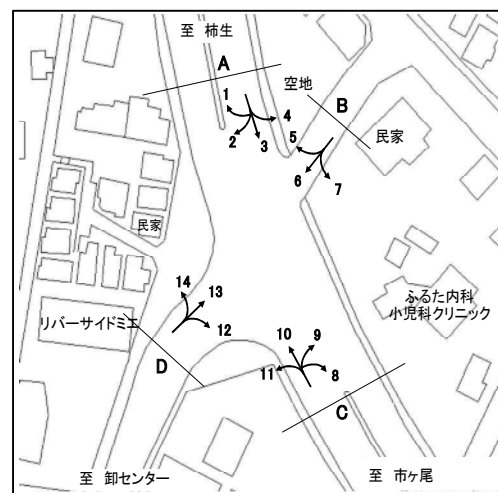 至 柿生
A
空地
B
1
4
2
3
5
民家
6
7
民家
14
13
リバーサイドミエ
12
ふるた内科
小児科クリニック
10
9
D
11
8
C
至 卸センター
至 市ヶ尾